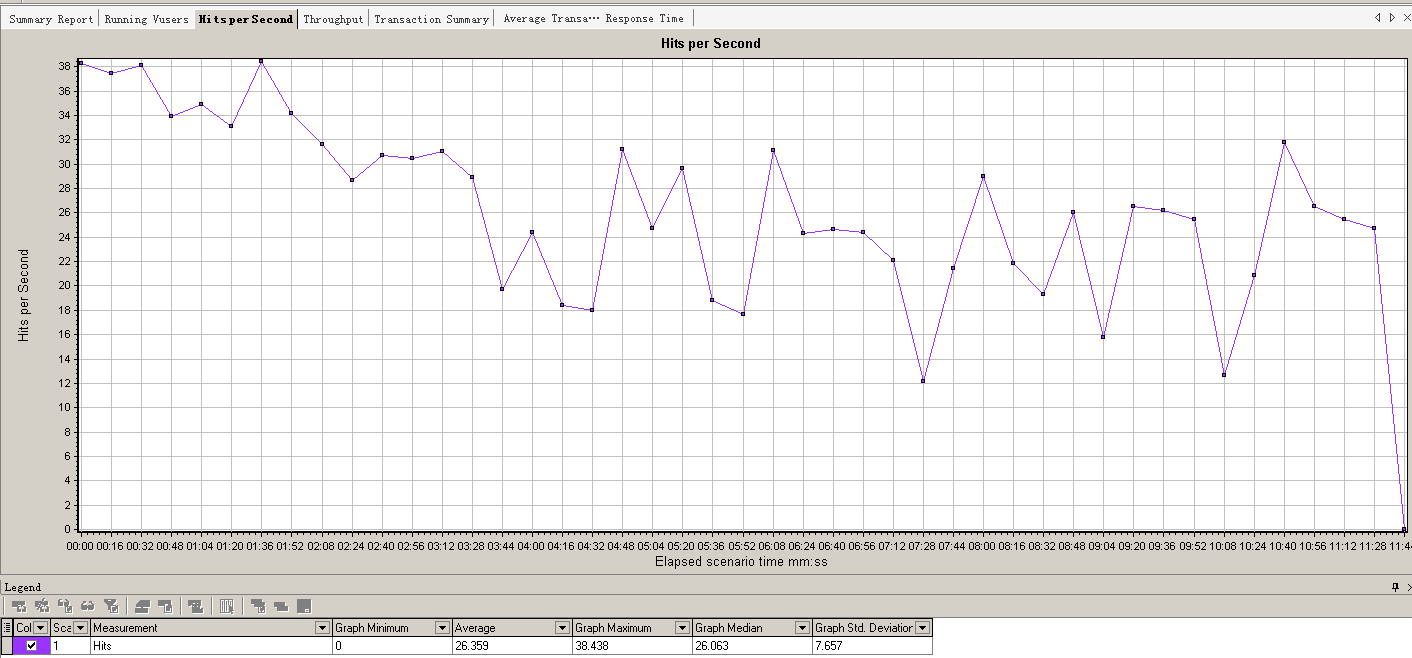 Summary Report Running Vusers Hits per Second Throughput Transaction Summary Average Transa… Response Time
Hits per Second
38
36
34
32
30
28
26
24
22
20
18
16
14
12
10
8
6
4
2
0
Hits per Second
00:00 00:16 00:32 00:48 01:04 01:20 01:36 01:52 02:08 02:24 02:40 02:56 03:12 03:28 03:44 04:00 04:16 04:32 04:48 05:04 05:20 05:36 05:52 06:08 06:24 06:40 06:56 07:12 07:28 07:44 08:00 08:16 08:32 08:48 09:04 09:20 09:36 09:52 10:08 10:24 10:40 10:56 11:12 11:28 11:44
Elapsed scenario time mm:ss
Legend
Col Sca Measurement Graph Minimum Average Graph Maximum Graph Median Graph Std. Deviation
1 Hits 0 26.359 38.438 26.063 7.657